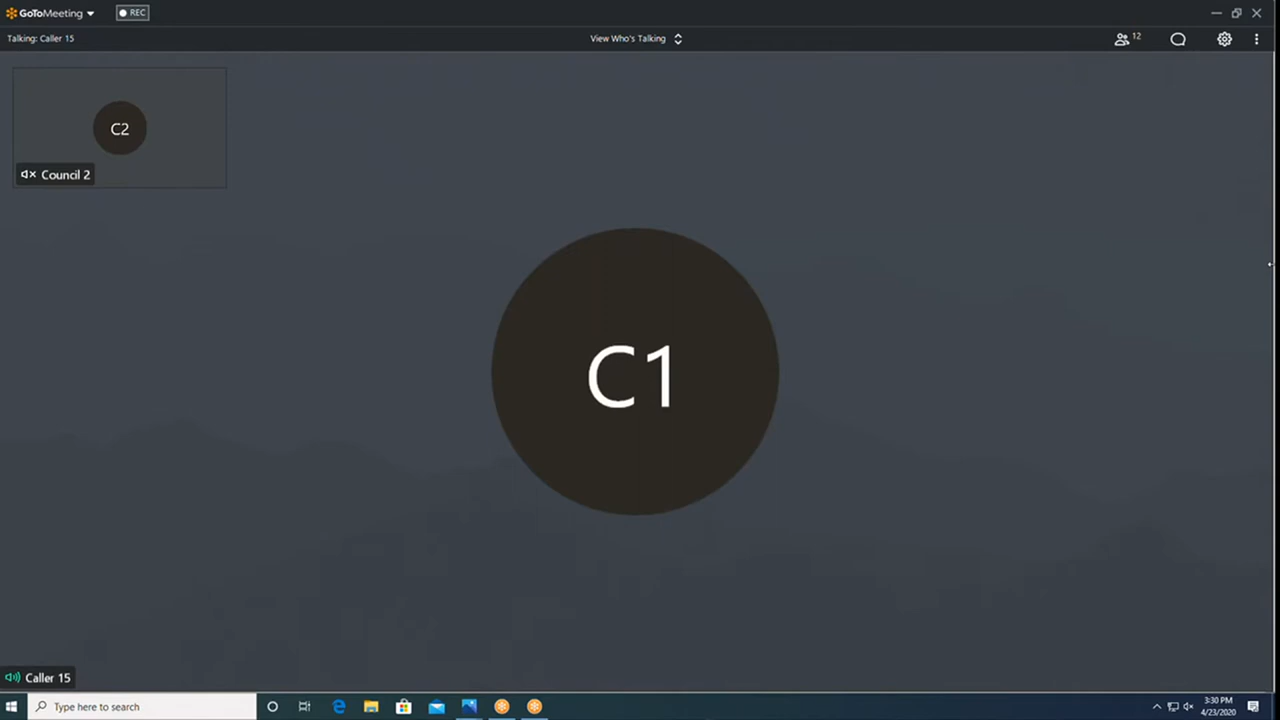 GoToMeeting
REC
Talking: Caller 15
View Who's Talking
12
C2
Council 2
C1
Caller 15
Type here to search
3:30 PM
4/23/2020